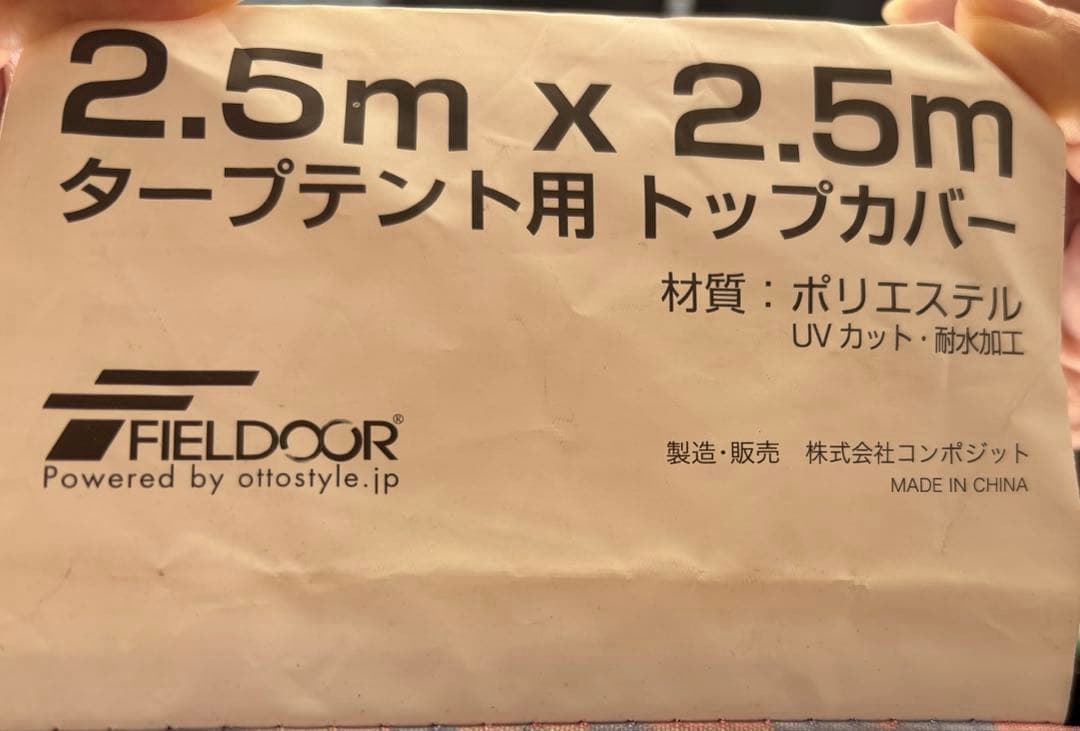 2.5m x 2.5m
タープテント用 トップカバー
材質：ポリエステル
UV カット・耐水加工
FIELDOOR®
Powered by ottostyle.jp
製造・販売 株式会社コンポジット
MADE IN CHINA